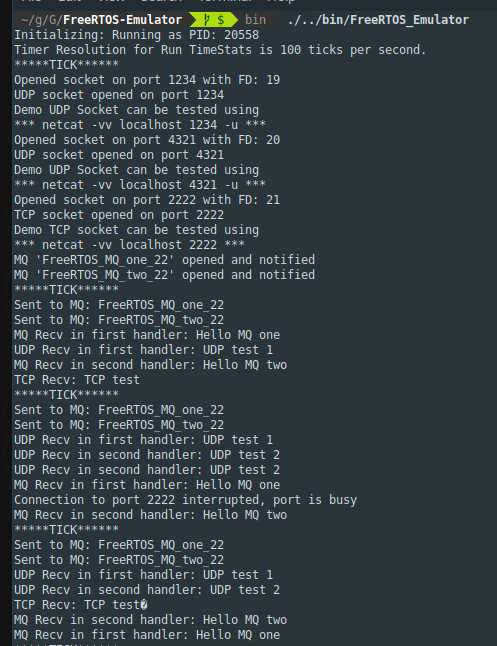 ~/g/G/FreeRTOS-Emulator $ bin ./../bin/FreeRTOS_Emulator
Initializing: Running as PID: 20558
Timer Resolution for Run TimeStats is 100 ticks per second.
*****TICK******
Opened socket on port 1234 with FD: 19
UDP socket opened on port 1234
Demo UDP Socket can be tested using
*** netcat -vv localhost 1234 -u ***
Opened socket on port 4321 with FD: 20
UDP socket opened on port 4321
Demo UDP Socket can be tested using
*** netcat -vv localhost 4321 -u ***
Opened socket on port 2222 with FD: 21
TCP socket opened on port 2222
Demo TCP socket can be tested using
*** netcat -vv localhost 2222 ***
MQ 'FreeRTOS_MQ_one_22' opened and notified
MQ 'FreeRTOS_MQ_two_22' opened and notified
*****TICK******
Sent to MQ: FreeRTOS_MQ_one_22
Sent to MQ: FreeRTOS_MQ_two_22
MQ Recv in first handler: Hello MQ one
UDP Recv in first handler: UDP test 1
MQ Recv in second handler: Hello MQ two
TCP Recv: TCP test
*****TICK******
Sent to MQ: FreeRTOS_MQ_one_22
Sent to MQ: FreeRTOS_MQ_two_22
UDP Recv in first handler: UDP test 1
UDP Recv in second handler: UDP test 2
UDP Recv in second handler: UDP test 2
MQ Recv in first handler: Hello MQ one
Connection to port 2222 interrupted, port is busy
MQ Recv in second handler: Hello MQ two
*****TICK******
Sent to MQ: FreeRTOS_MQ_one_22
Sent to MQ: FreeRTOS_MQ_two_22
UDP Recv in first handler: UDP test 1
UDP Recv in second handler: UDP test 2
TCP Recv: TCP test�
MQ Recv in second handler: Hello MQ two
MQ Recv in first handler: Hello MQ one